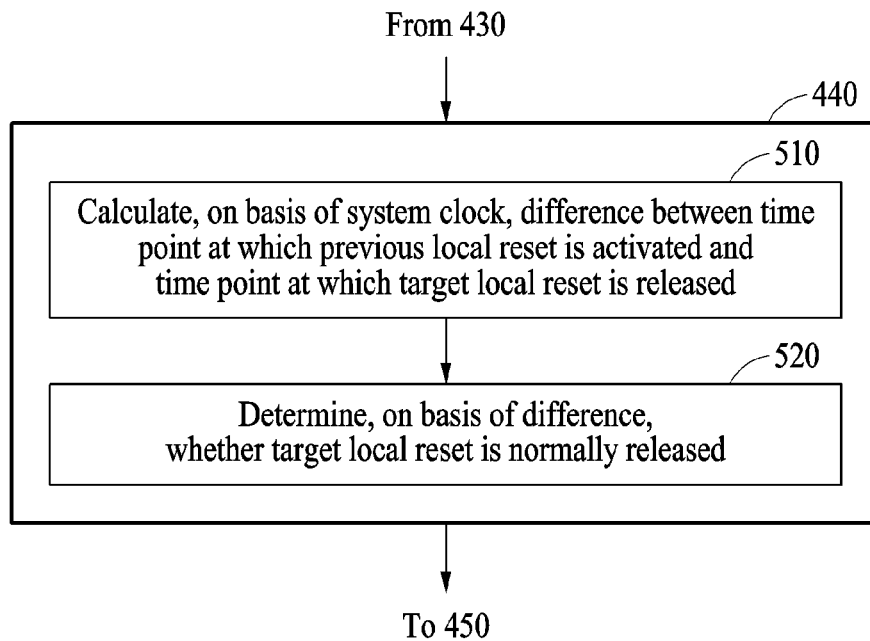 From 430
440
510
Calculate, on basis of system clock, difference between time
point at which previous local reset is activated and
time point at which target local reset is released
520
Determine, on basis of difference,
whether target local reset is normally released
To 450